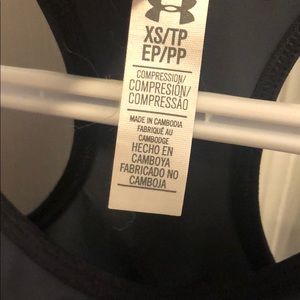 XS/TP
EP/PP
COMPRESSION/
COMPRESIÓN/
COMPRESSÃO
MADE IN CAMBODIA
FABRIQUÉ AU
CAMBODGE
HECHO EN
CAMBOYA
FABRICADO NO
CAMBOJA